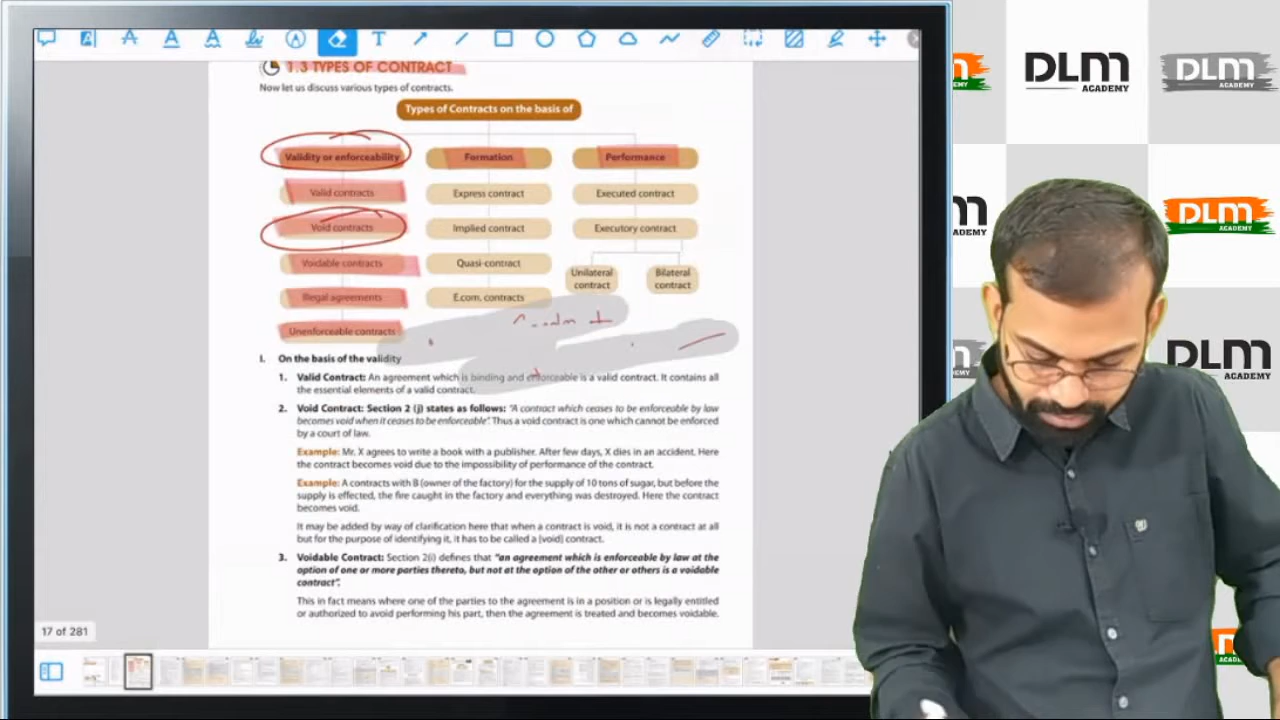 1.3 TYPES OF CONTRACT
Now let us discuss various types of contracts.
Types of Contracts on the basis of
Validity or enforceability
Formation
Performance
Valid contracts
Express contract
Executed contract
Void contracts
Implied contract
Executory contract
Voidable contracts
Quasi-contract
Unilateral contract
Bilateral contract
Illegal agreements
E.com. contracts
Unenforceable contracts
I. On the basis of the validity
1. Valid Contract: An agreement which is binding and enforceable is a valid contract. It contains all
the essential elements of a valid contract.
2. Void Contract: Section 2 (j) states as follows: "A contract which ceases to be enforceable by law
becomes void when it ceases to be enforceable". Thus a void contract is one which cannot be enforced
by a court of law.
Example: Mr. X agrees to write a book with a publisher. After few days, X dies in an accident. Here
the contract becomes void due to the impossibility of performance of the contract.
Example: A contracts with B (owner of the factory) for the supply of 10 tons of sugar, but before the
supply is effected, the fire caught in the factory and everything was destroyed. Here the contract
becomes void.
It may be added by way of clarification here that when a contract is void, it is not a contract at all
but for the purpose of identifying it, it has to be called a (void) contract.
3. Voidable Contract: Section 2(i) defines that "an agreement which is enforceable by law at the
option of one or more parties thereto, but not at the option of the other or others is a voidable
contract".
This in fact means where one of the parties to the agreement is in a position or is legally entitled
or authorized to avoid performing his part, then the agreement is treated and becomes voidable.
17 of 281
DLM
ACADEMY
DLM
ACADEMY
DLM
ACADEMY
DLM
ACADEMY